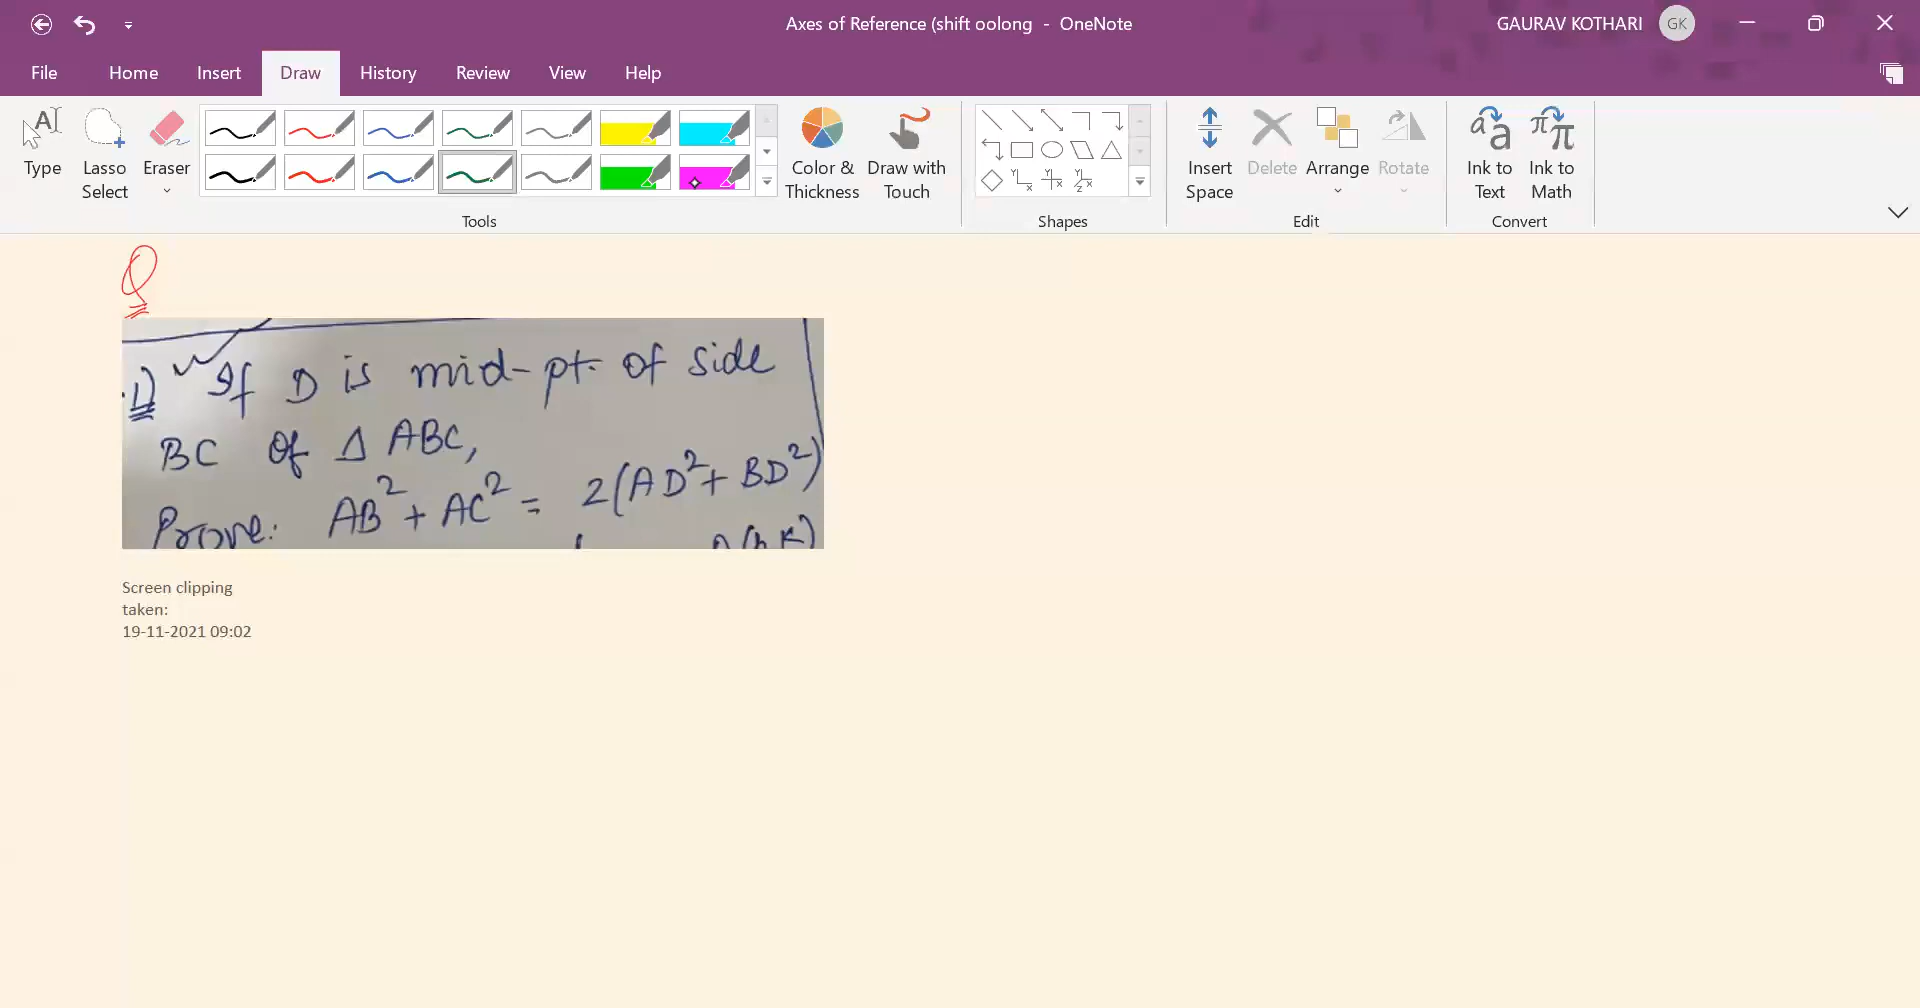 Axes of Reference (shift oolong - OneNote
GAURAV KOTHARI GK
File Home Insert Draw History Review View Help
Type
Lasso Select
Eraser
Color & Thickness
Draw with Touch
Insert Space
Delete
Arrange
Rotate
Ink to Text
Ink to Math
Tools
Shapes
Edit
Convert
Q
1) If D is mid-pt. of side
BC of Δ ABC,
Prove: AB² + AC² = 2(AD² + BD²)
Screen clipping
taken:
19-11-2021 09:02